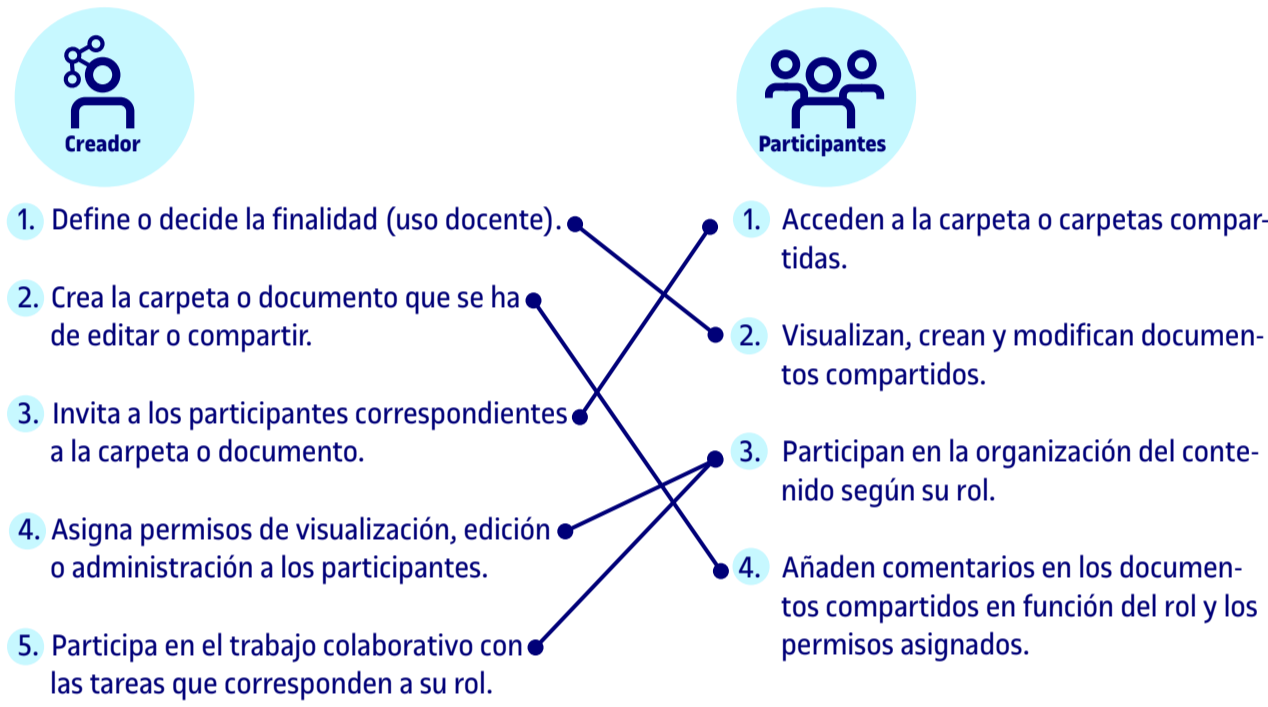 Creador
1. Define o decide la finalidad (uso docente).
2. Crea la carpeta o documento que se ha
de editar o compartir.
3. Invita a los participantes correspondientes
a la carpeta o documento.
4. Asigna permisos de visualización, edición
o administración a los participantes.
5. Participa en el trabajo colaborativo con
las tareas que corresponden a su rol.
Participantes
1. Acceden a la carpeta o carpetas compar-
tidas.
2. Visualizan, crean y modifican documen-
tos compartidos.
3. Participan en la organización del conte-
nido según su rol.
4. Añaden comentarios en los documen-
tos compartidos en función del rol y los
permisos asignados.